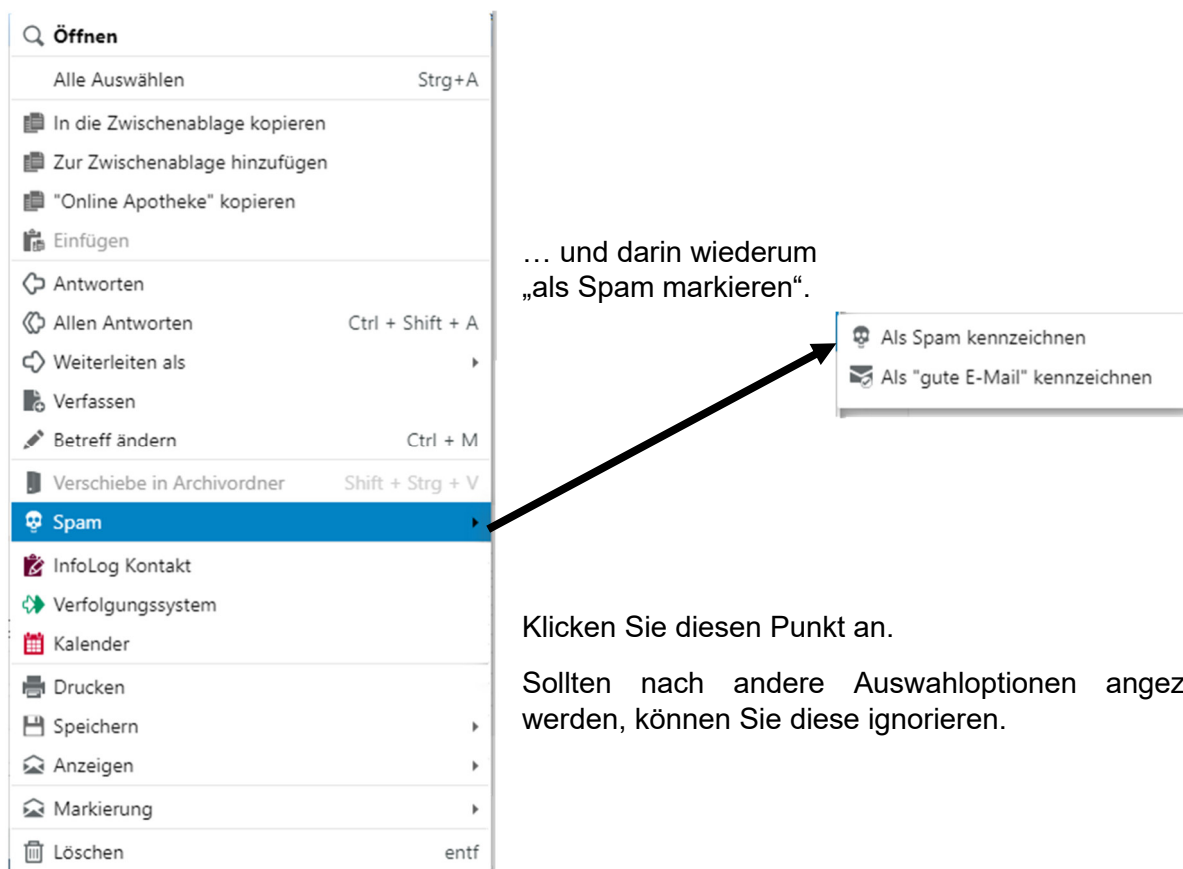 Öffnen
Alle Auswählen Strg+A
In die Zwischenablage kopieren
Zur Zwischenablage hinzufügen
"Online Apotheke" kopieren
Einfügen
Antworten
Allen Antworten Ctrl + Shift + A
Weiterleiten als
Verfassen
Betreff ändern Ctrl + M
Verschiebe in Archivordner Shift + Strg + V
Spam
InfoLog Kontakt
Verfolgungssystem
Kalender
Drucken
Speichern
Anzeigen
Markierung
Löschen entf
… und darin wiederum
„als Spam markieren“.
Als Spam kennzeichnen
Als "gute E-Mail" kennzeichnen
Klicken Sie diesen Punkt an.
Sollten nach andere Auswahloptionen angez
werden, können Sie diese ignorieren.